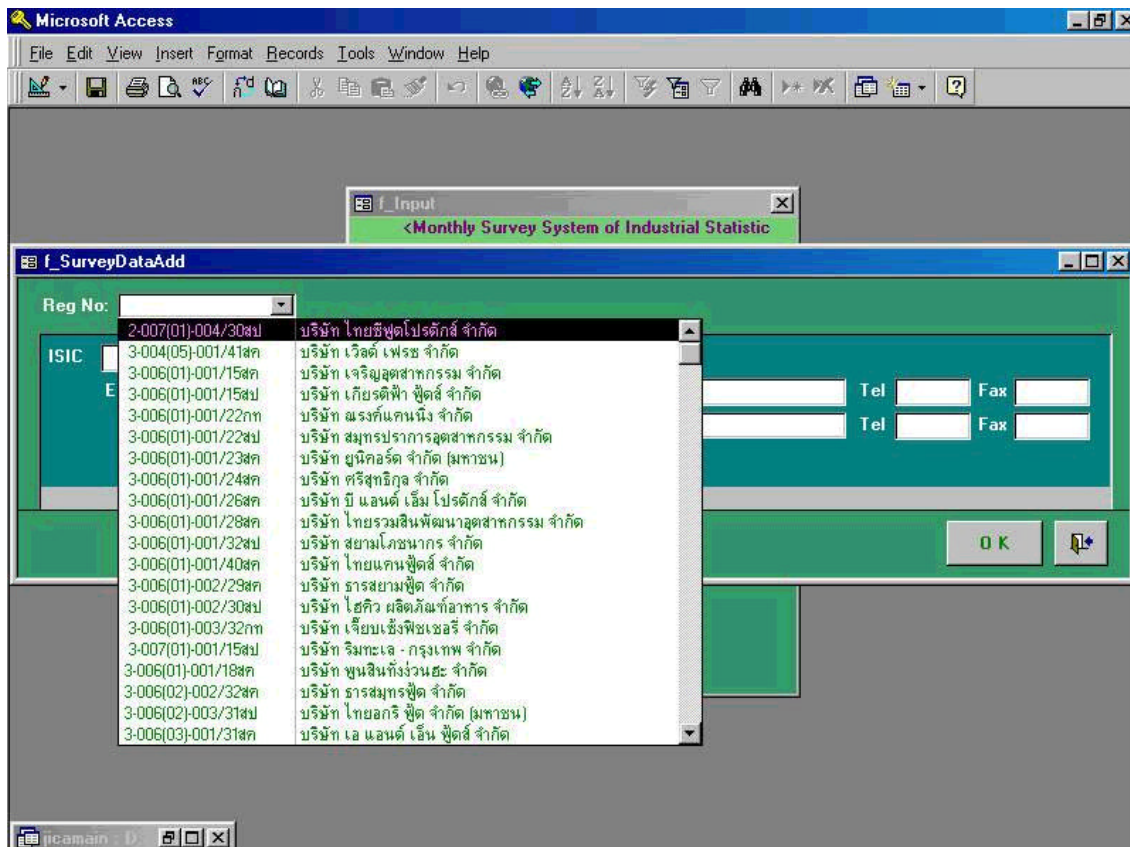 Microsoft Access
File Edit View Insert Format Records Tools Window Help
f_Input
<Monthly Survey System of Industrial Statistic
f_SurveyDataAdd
Reg No:
2-007(01)-004/30สป บริษัท ไทยซีฟูดโปรดักส์ จำกัด
3-004(05)-001/41สค บริษัท เวิลด์ เฟรช จำกัด
3-006(01)-001/15สค บริษัท เจริญอุตสาหกรรม จำกัด
3-006(01)-001/15สป บริษัท เกียรติฟ้า ฟู้ดส์ จำกัด
3-006(01)-001/22กท บริษัท ณรงค์แคนนิ่ง จำกัด
3-006(01)-001/22สป บริษัท สมุทรปราการอุตสาหกรรม จำกัด
3-006(01)-001/23สค บริษัท ยูนิคอร์ด จำกัด (มหาชน)
3-006(01)-001/24สค บริษัท ศรีสุทธิกุล จำกัด
3-006(01)-001/26สค บริษัท บี แอนด์ เอ็ม โปรดักส์ จำกัด
3-006(01)-001/28สค บริษัท ไทยรวมสินพัฒนาอุตสาหกรรม จำกัด
3-006(01)-001/32สป บริษัท สยามโภชนากร จำกัด
3-006(01)-001/40สค บริษัท ไทยแคนฟู้ดส์ จำกัด
3-006(01)-002/29สค บริษัท ธารสยามฟู้ด จำกัด
3-006(01)-002/30สป บริษัท ไฮคิว ผลิตภัณฑ์อาหาร จำกัด
3-006(01)-003/32กท บริษัท เจี๊ยบเซ้งฟิชเชอรี่ จำกัด
3-007(01)-001/15สป บริษัท ริมทะเล - กรุงเทพ จำกัด
3-006(01)-001/18สค บริษัท พูนสินทั่งง่วนฮะ จำกัด
3-006(02)-002/32สค บริษัท ธารสมุทรฟู้ด จำกัด
3-006(02)-003/31สป บริษัท ไทยอกริ ฟู้ด จำกัด (มหาชน)
3-006(03)-001/31สค บริษัท เอ แอนด์ เอ็น ฟู้ดส์ จำกัด
ISIC
E
Tel Fax
Tel Fax
O K
jicamain : D